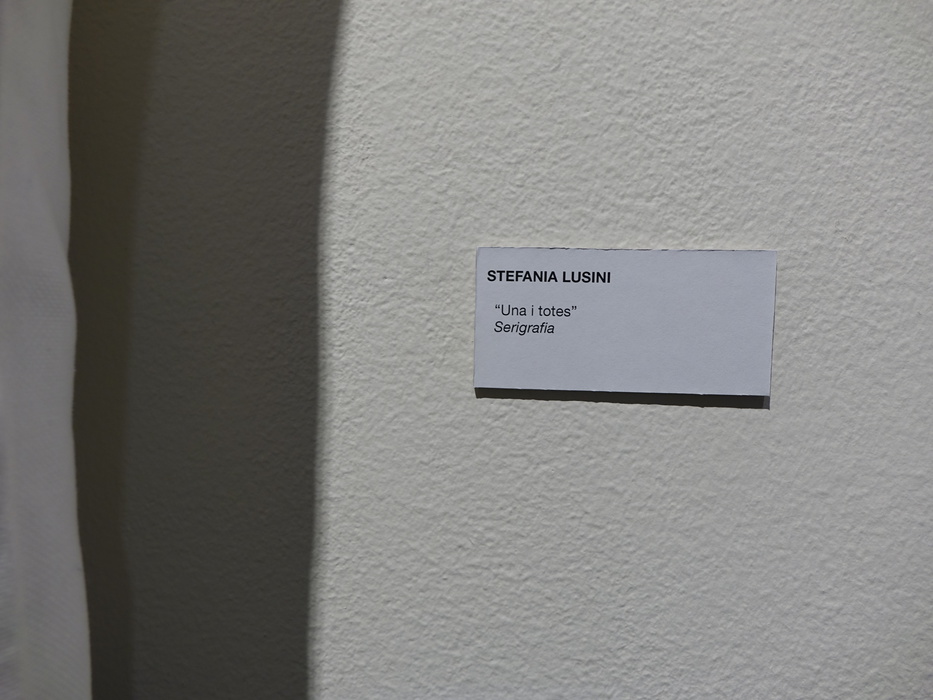 STEFANIA LUSINI
“Una i totes”
Serigrafia